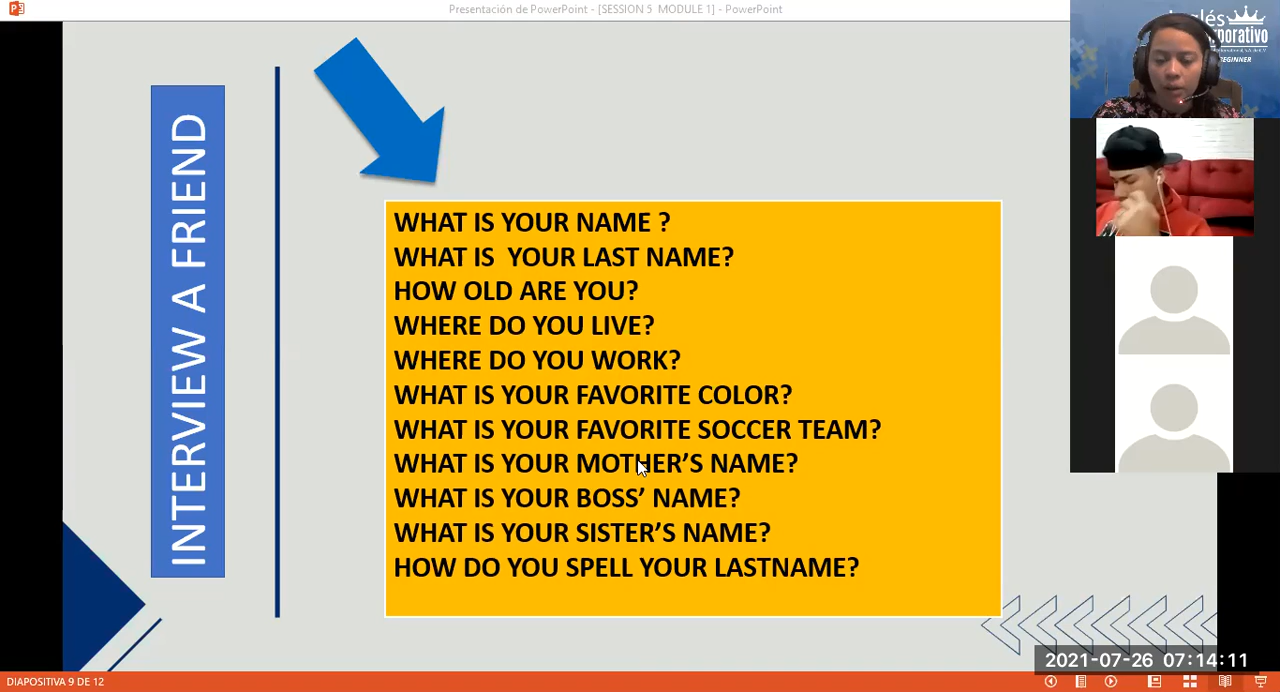 Presentación de PowerPoint - [SESSION 5 MODULE 1] - PowerPoint
INTERVIEW A FRIEND
WHAT IS YOUR NAME ?
WHAT IS YOUR LAST NAME?
HOW OLD ARE YOU?
WHERE DO YOU LIVE?
WHERE DO YOU WORK?
WHAT IS YOUR FAVORITE COLOR?
WHAT IS YOUR FAVORITE SOCCER TEAM?
WHAT IS YOUR MOTHER’S NAME?
WHAT IS YOUR BOSS’ NAME?
WHAT IS YOUR SISTER’S NAME?
HOW DO YOU SPELL YOUR LASTNAME?
2021-07-26 07:14:11
DIAPOSITIVA 9 DE 12